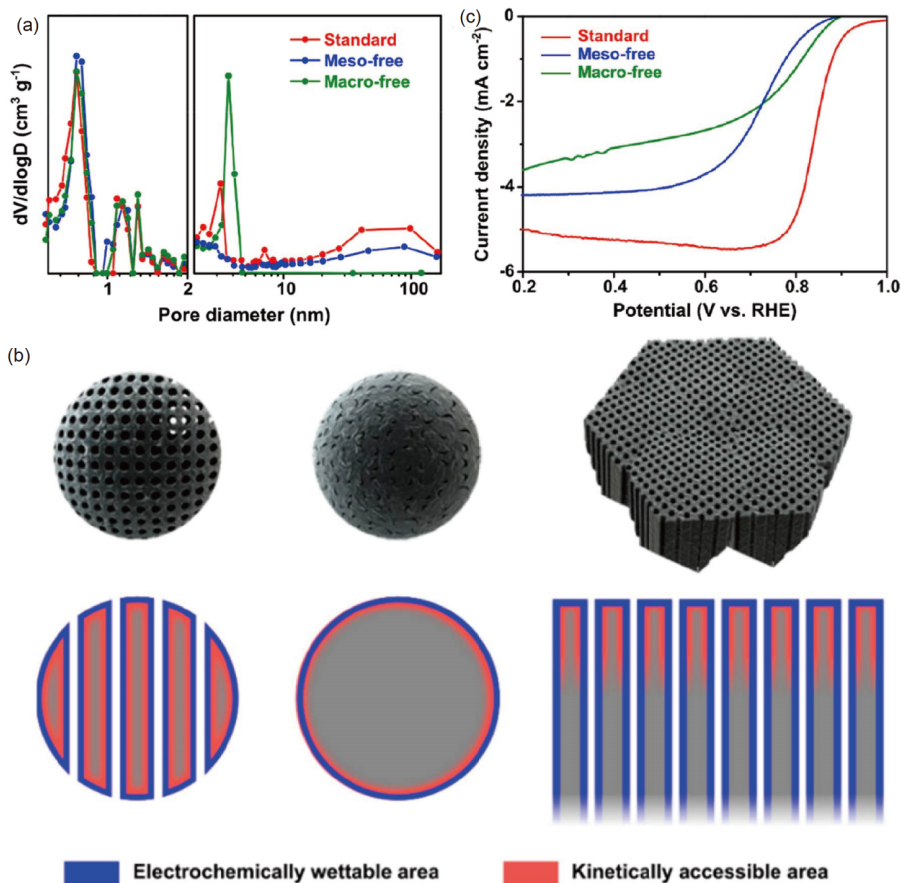 (a)
dV/dlogD (cm³ g⁻¹)
Standard
Meso-free
Macro-free
1
2
10
100
Pore diameter (nm)
(c)
Currenrt density (mA cm⁻²)
0
-2
-4
-6
Standard
Meso-free
Macro-free
0.2
0.4
0.6
0.8
1.0
Potential (V vs. RHE)
(b)
Electrochemically wettable area
Kinetically accessible area